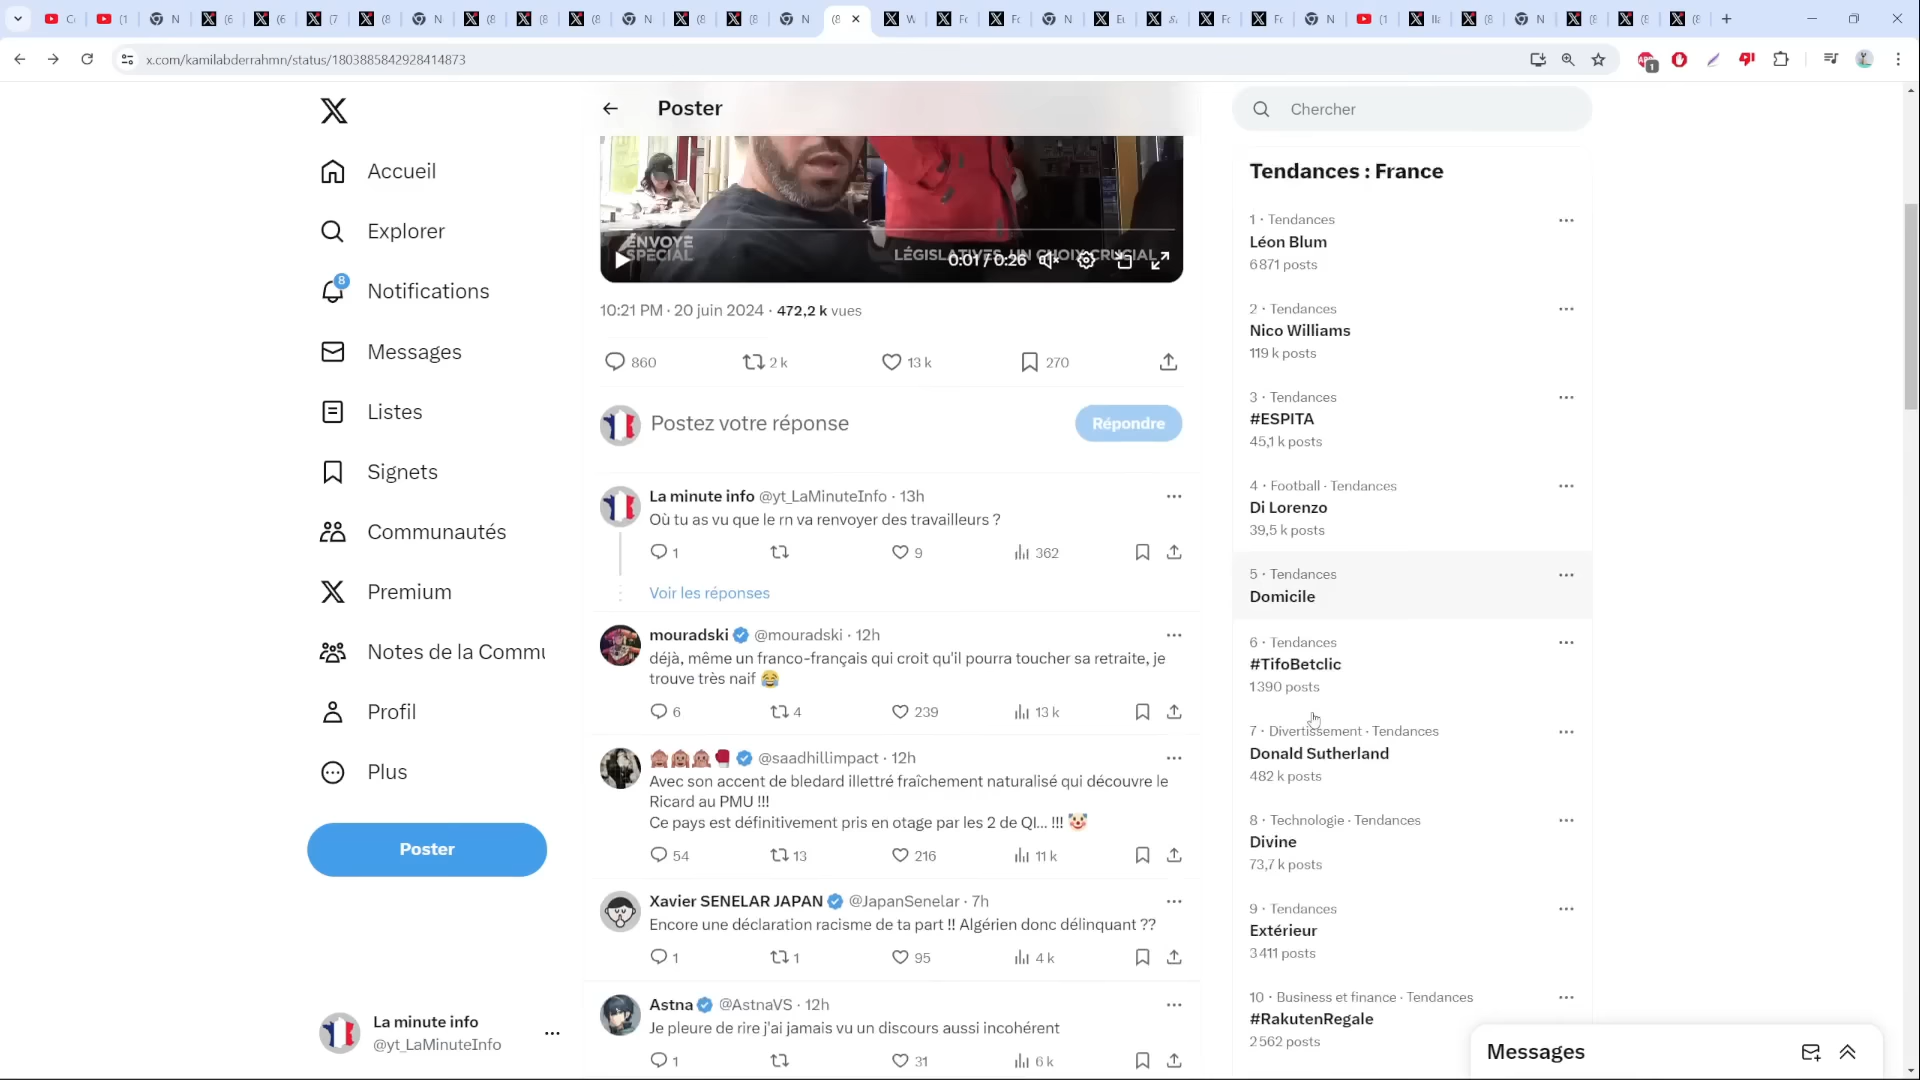 x.com/kamilabderrahmn/status/1803885842928414873
1
Accueil
Explorer
8
Notifications
Messages
Listes
Signets
Communautés
Premium
Notes de la Commu
Profil
Plus
Poster
La minute info
@yt_LaMinuteInfo
Poster
ENVOYÉ
SPÉCIAL
LÉGISLATIVES, UN CHOIX CRUCIAL
0:01 / 0:26
10:21 PM · 20 juin 2024 · 472,2 k vues
860 2 k 13 k 270
Postez votre réponse
Répondre
La minute info @yt_LaMinuteInfo · 13h
Où tu as vu que le rn va renvoyer des travailleurs ?
1 9 362
Voir les réponses
mouradski @mouradski · 12h
déjà, même un franco-français qui croit qu'il pourra toucher sa retraite, je
trouve très naif 😂
6 4 239 13 k
🙈🙉🙊🥊 @saadhillimpact · 12h
Avec son accent de bledard illettré fraîchement naturalisé qui découvre le
Ricard au PMU !!!
Ce pays est définitivement pris en otage par les 2 de QI... !!! 🤡
54 13 216 11 k
Xavier SENELAR JAPAN @JapanSenelar · 7h
Encore une déclaration racisme de ta part !! Algérien donc délinquant ??
1 1 95 4 k
Astna @AstnaVS · 12h
Je pleure de rire j'ai jamais vu un discours aussi incohérent
1 31 6 k
Chercher
Tendances : France
1 · Tendances
Léon Blum
6 871 posts
2 · Tendances
Nico Williams
119 k posts
3 · Tendances
#ESPITA
45,1 k posts
4 · Football · Tendances
Di Lorenzo
39,5 k posts
5 · Tendances
Domicile
6 · Tendances
#TifoBetclic
1 390 posts
7 · Divertissement · Tendances
Donald Sutherland
482 k posts
8 · Technologie · Tendances
Divine
73,7 k posts
9 · Tendances
Extérieur
3 411 posts
10 · Business et finance · Tendances
#RakutenRegale
2 562 posts
Messages